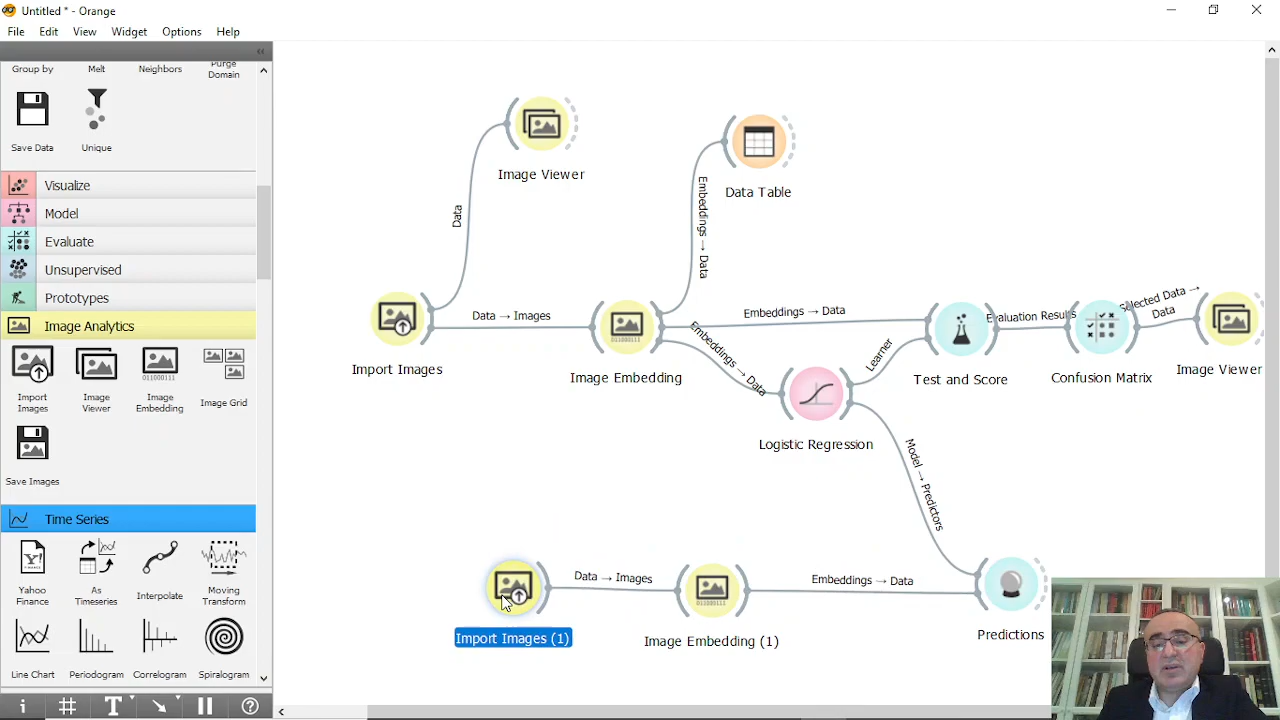 Untitled * - Orange
File Edit View Widget Options Help
Group by Melt Neighbors Purge Domain
Save Data Unique
Visualize
Model
Evaluate
Unsupervised
Prototypes
Image Analytics
Import Images Image Viewer Image Embedding Image Grid
Save Images
Time Series
Yahoo Finance As Timeseries Interpolate Moving Transform
Line Chart Periodogram Correlogram Spiralogram
Image Viewer
Data Table
Data
Embeddings → Data
Data → Images
Embeddings → Data
Evaluation Results
Selected Data →
Data
Import Images
Image Embedding
Embeddings → Data
Learner
Test and Score
Confusion Matrix
Image Viewer
Logistic Regression
Model → Predictors
Data → Images
Embeddings → Data
Import Images (1)
Image Embedding (1)
Predictions